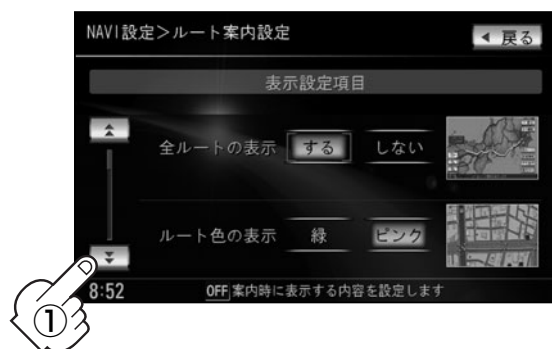 NAVI設定＞ルート案内設定
◀ 戻る
表示設定項目
全ルートの表示 する しない
ルート色の表示 緑 ピンク
8:52 OFF 案内時に表示する内容を設定します
①